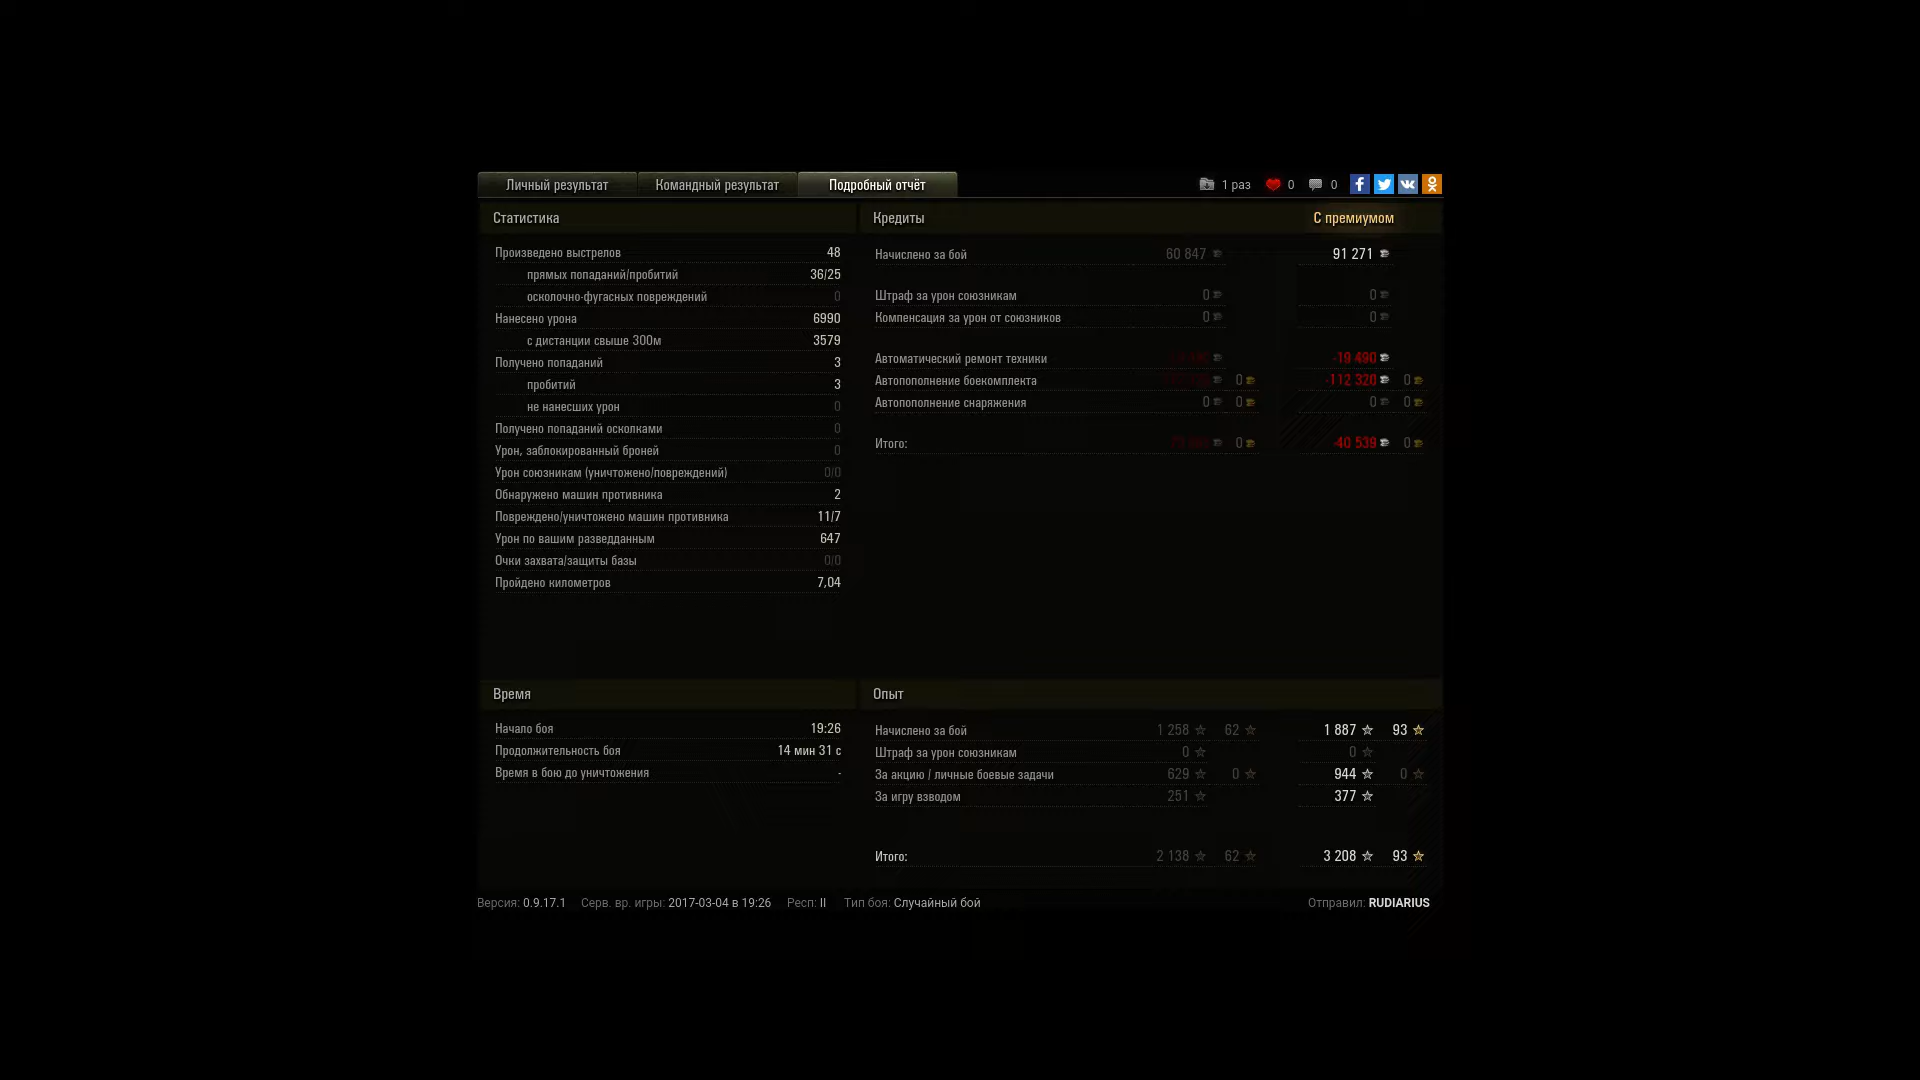 Личный результат Командный результат Подробный отчёт 1 раз 0 0
Статистика
Произведено выстрелов 48
прямых попаданий/пробитий 36/25
осколочно-фугасных повреждений 0
Нанесено урона 6990
с дистанции свыше 300м 3579
Получено попаданий 3
пробитий 3
не нанесших урон 0
Получено попаданий осколками 0
Урон, заблокированный броней 0
Урон союзникам (уничтожено/повреждений) 0/0
Обнаружено машин противника 2
Повреждено/уничтожено машин противника 11/7
Урон по вашим разведданным 647
Очки захвата/защиты базы 0/0
Пройдено километров 7,04
Кредиты С премиумом
Начислено за бой 60 847 91 271
Штраф за урон союзникам 0 0
Компенсация за урон от союзников 0 0
Автоматический ремонт техники -19 490
Автопополнение боекомплекта 0 -112 320 0
Автопополнение снаряжения 0 0 0 0
Итого: 0 -40 539 0
Время
Начало боя 19:26
Продолжительность боя 14 мин 31 с
Время в бою до уничтожения -
Опыт
Начислено за бой 1 258 62 1 887 93
Штраф за урон союзникам 0 0
За акцию / личные боевые задачи 629 0 944 0
За игру взводом 251 377
Итого: 2 138 62 3 208 93
Версия: 0.9.17.1 Серв. вр. игры: 2017-03-04 в 19:26 Респ: II Тип боя: Случайный бой Отправил: RUDIARIUS